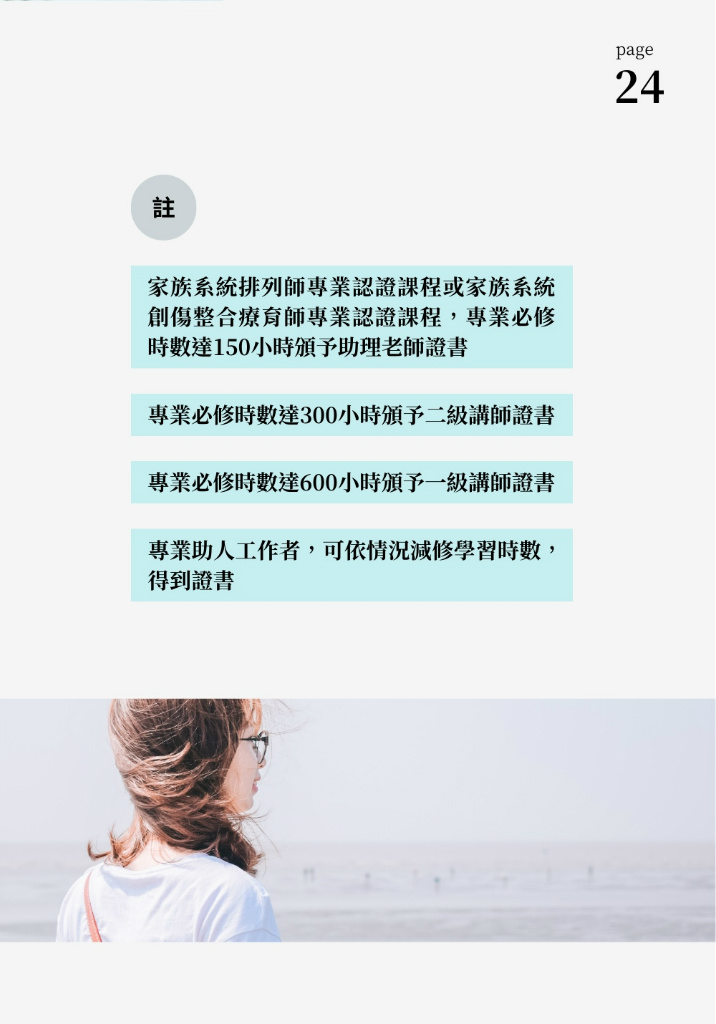 page
24
註
家族系統排列師專業認證課程或家族系統
創傷整合療育師專業認證課程，專業必修
時數達150小時頒予助理老師證書
專業必修時數達300小時頒予二級講師證書
專業必修時數達600小時頒予一級講師證書
專業助人工作者，可依情況減修學習時數，
得到證書